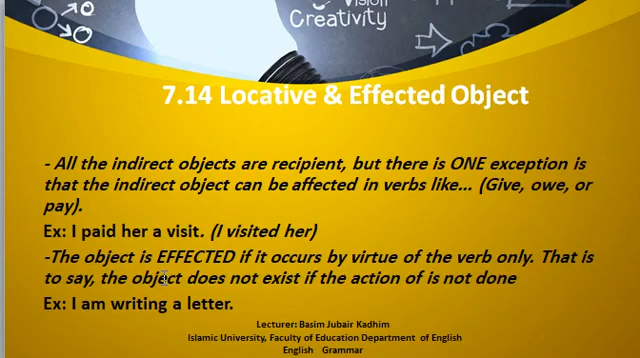 Vision
Creativity
7.14 Locative & Effected Object
- All the indirect objects are recipient, but there is ONE exception is
that the indirect object can be affected in verbs like... (Give, owe, or
pay).
Ex: I paid her a visit. (I visited her)
-The object is EFFECTED if it occurs by virtue of the verb only. That is
to say, the object does not exist if the action of is not done
Ex: I am writing a letter.
Lecturer: Basim Jubair Kadhim
Islamic University, Faculty of Education Department of English
English Grammar